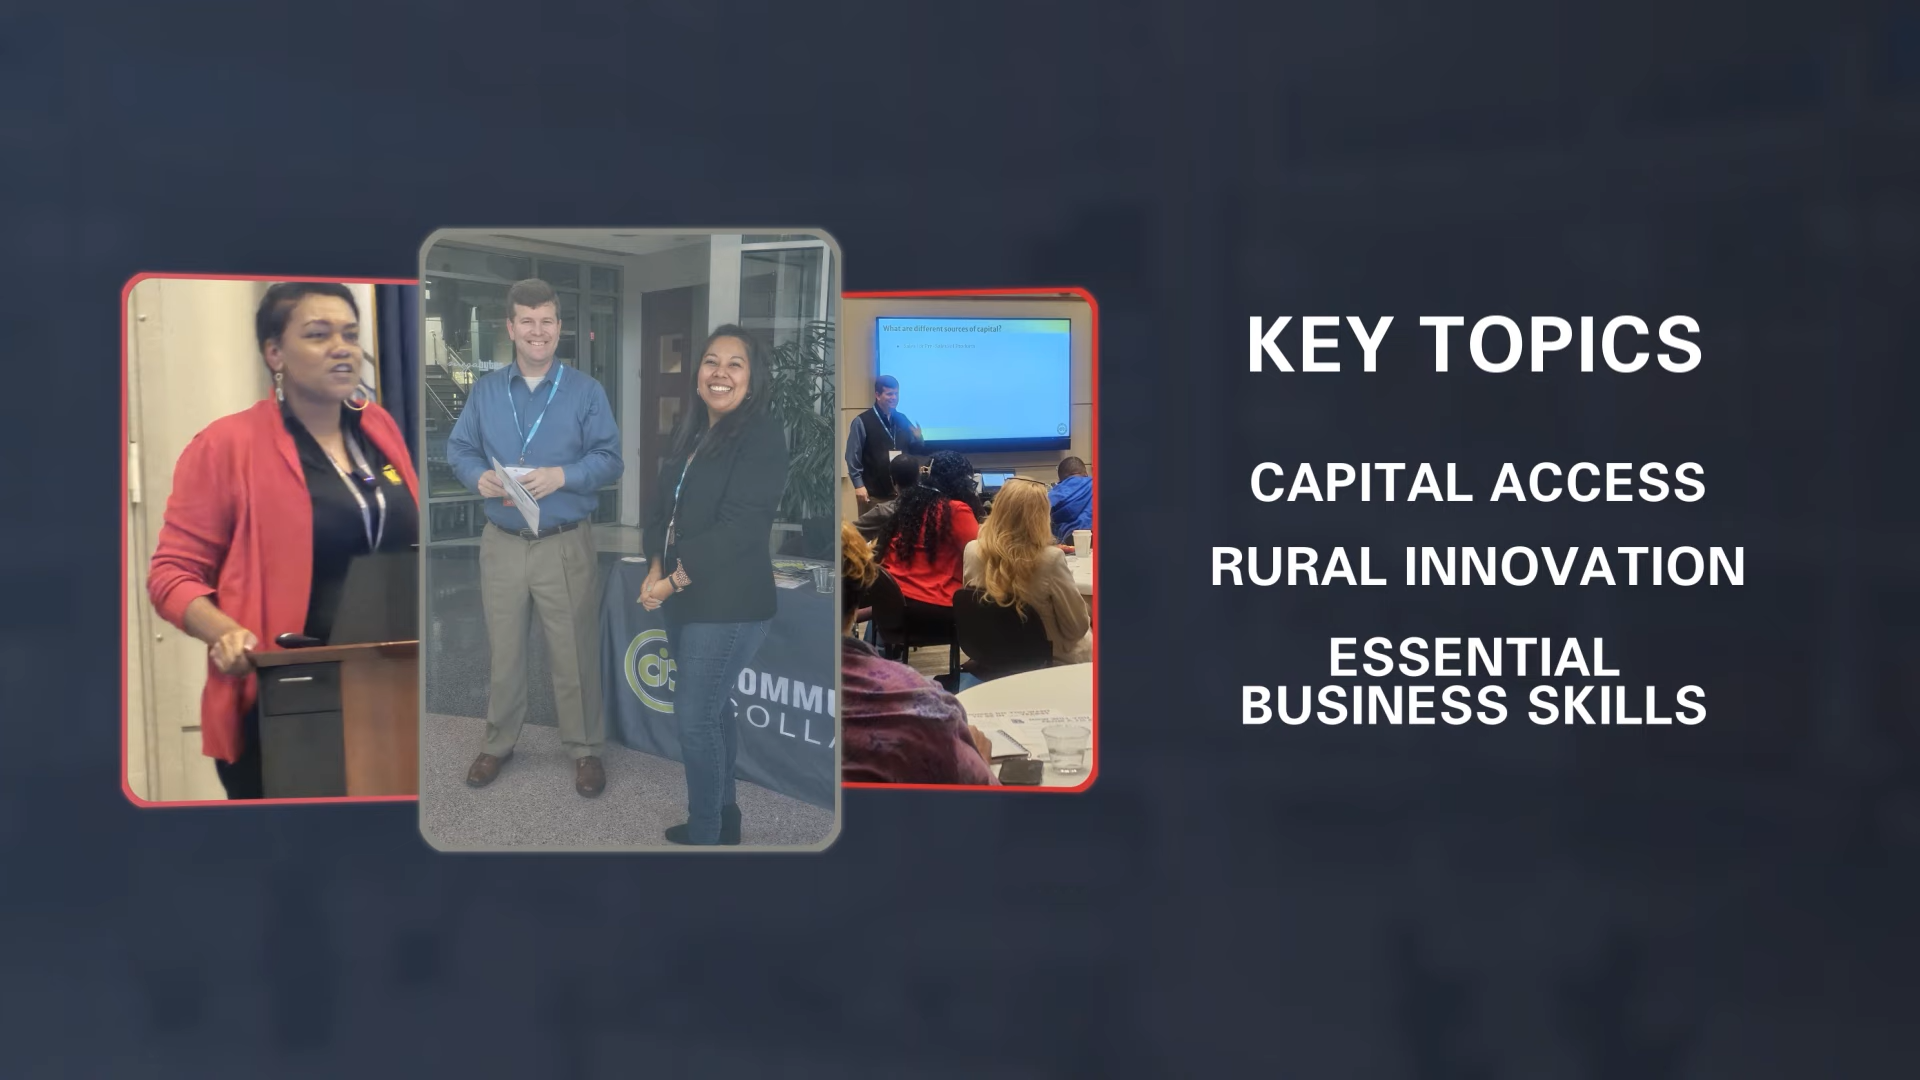 KEY TOPICS
CAPITAL ACCESS
RURAL INNOVATION
ESSENTIAL
BUSINESS SKILLS
What are different sources of capital?